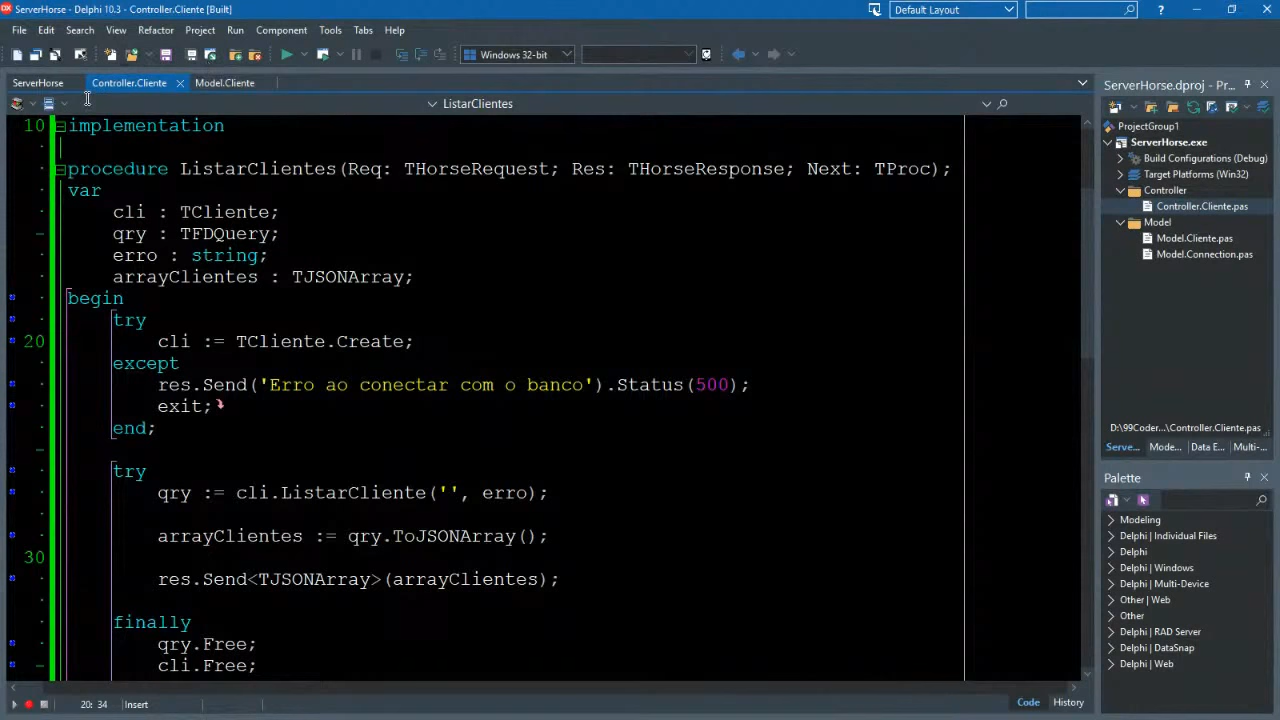 ServerHorse - Delphi 10.3 - Controller.Cliente [Built]
Default Layout
File Edit Search View Refactor Project Run Component Tools Tabs Help
Windows 32-bit
ServerHorse Controller.Cliente Model.Cliente
ListarClientes
10 implementation
procedure ListarClientes(Req: THorseRequest; Res: THorseResponse; Next: TProc);
var
cli : TCliente;
qry : TFDQuery;
erro : string;
arrayClientes : TJSONArray;
begin
try
20 cli := TCliente.Create;
except
res.Send('Erro ao conectar com o banco').Status(500);
exit;
end;
try
qry := cli.ListarCliente('', erro);
arrayClientes := qry.ToJSONArray();
30
res.Send<TJSONArray>(arrayClientes);
finally
qry.Free;
cli.Free;
20: 34 Insert
Code History
ServerHorse.dproj - Pr...
ProjectGroup1
ServerHorse.exe
Build Configurations (Debug)
Target Platforms (Win32)
Controller
Controller.Cliente.pas
Model
Model.Cliente.pas
Model.Connection.pas
D:\99Coder...\Controller.Cliente.pas
Serve... Mode... Data E... Multi-...
Palette
Modeling
Delphi | Individual Files
Delphi
Delphi | Windows
Delphi | Multi-Device
Other | Web
Other
Delphi | RAD Server
Delphi | DataSnap
Delphi | Web